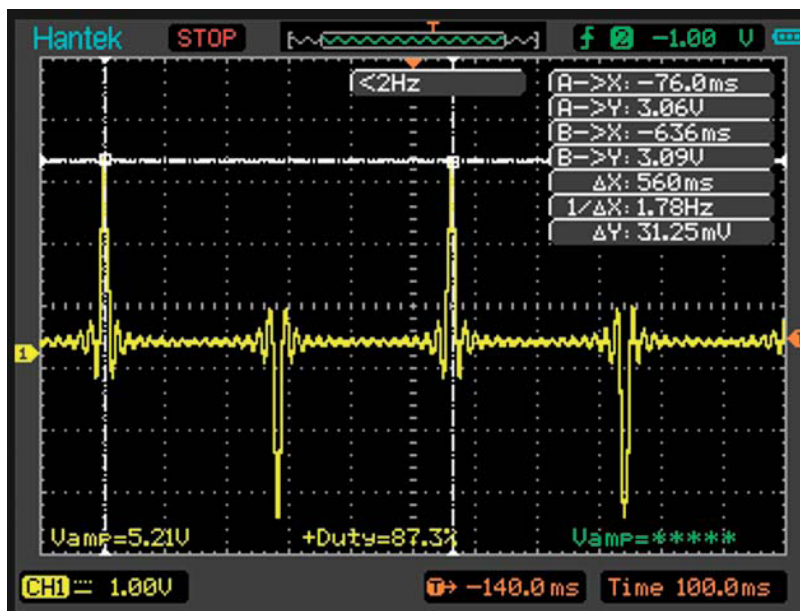 Hantek STOP T 2 -1.00 V
<2Hz
A->X: -76.0ms
A->Y: 3.06V
B->X: -636ms
B->Y: 3.09V
ΔX: 560ms
1/ΔX: 1.78Hz
ΔY: 31.25mV
1
Vamp=5.21V +Duty=87.3% Vamp=*****
CH1 1.00V T→ -140.0ms Time 100.0ms